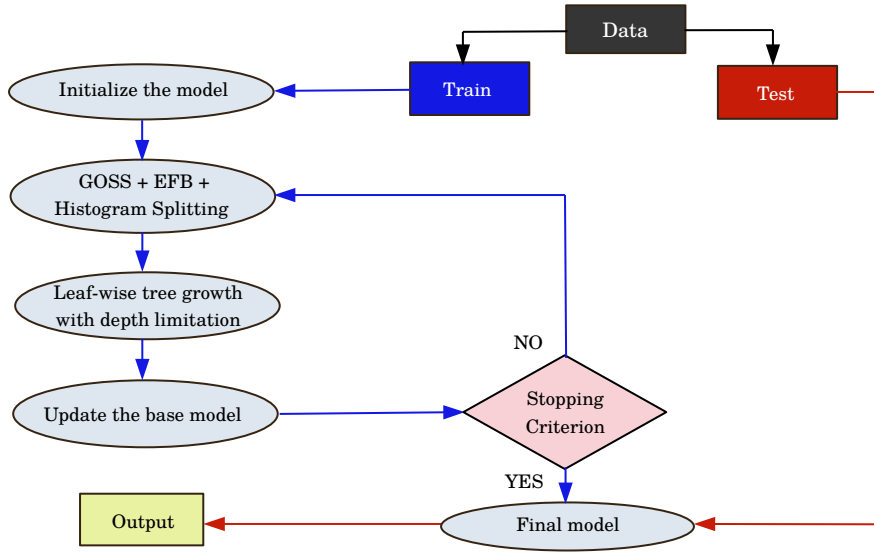 Data
Train
Test
Initialize the model
GOSS + EFB +
Histogram Splitting
Leaf-wise tree growth
with depth limitation
NO
Update the base model
Stopping
Criterion
YES
Output
Final model